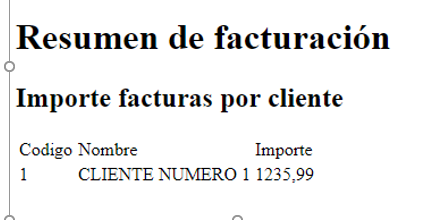 Resumen de facturación
Importe facturas por cliente
Codigo Nombre Importe
1 CLIENTE NUMERO 1 1235,99